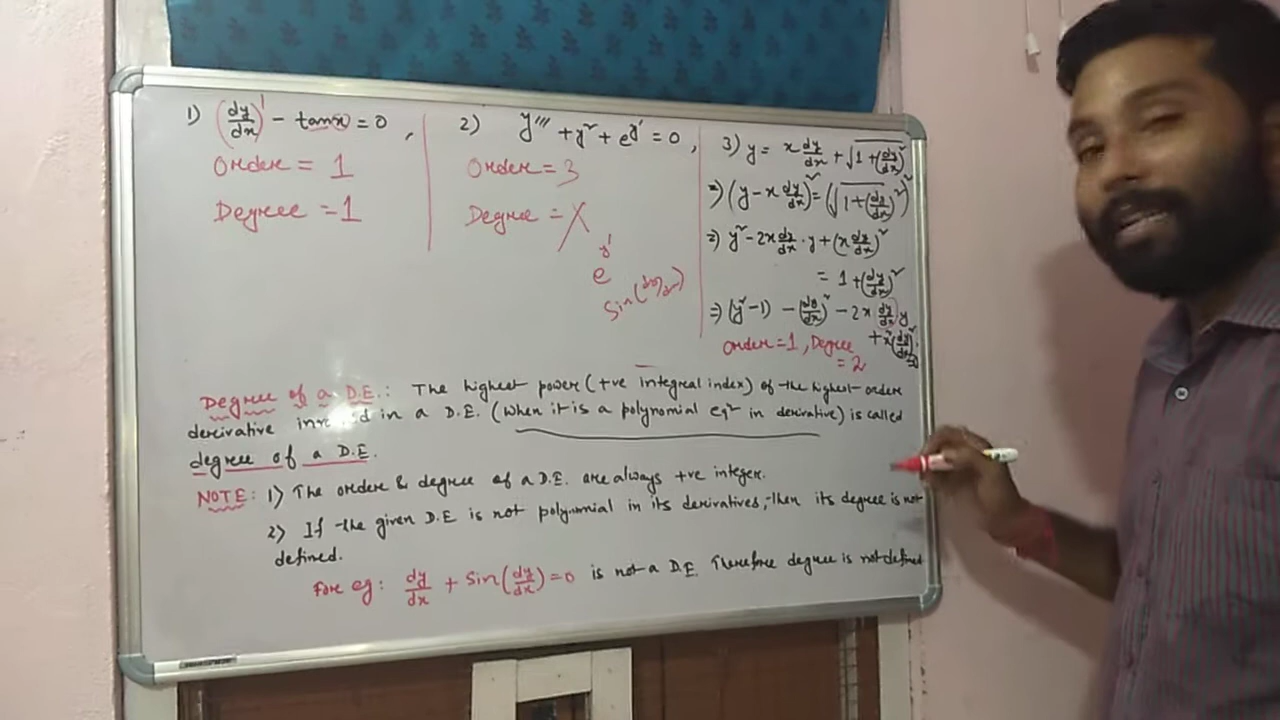 1) (dy/dx)' - tanx = 0 ,
Order = 1
Degree = 1
2) y''' + y² + e^y' = 0 ,
Order = 3
Degree = X
e^y'
Sin(dy/dx)
3) y = x dy/dx + √1+(dy/dx)²
=> (y - x dy/dx)² = (√1+(dy/dx)²)²
=> y² - 2x dy/dx · y + (x dy/dx)²
= 1 + (dy/dx)²
=> (y²-1) - (dy/dx)² - 2x dy/dx y
+ x²(dy/dx)² = 0
Order = 1, Degree
= 2
Degree of a D.E.: The highest power (+ve integral index) of the highest-order
derivative in a D.E. (when it is a polynomial eqⁿ in derivative) is called
degree of a D.E.
NOTE: 1) The order & degree of a D.E. are always +ve integer.
2) If the given D.E is not polynomial in its derivatives, then its degree is not
defined.
For eg: dy/dx + Sin(dy/dx) = 0 is not a D.E. Therefore degree is not defined